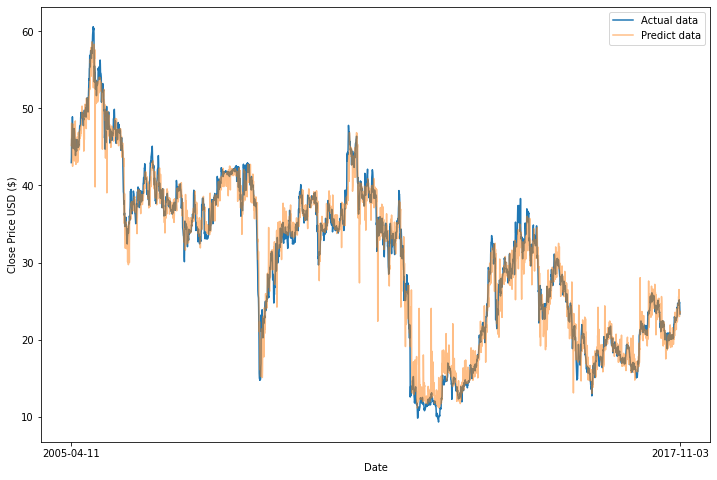 Actual data
Predict data
Close Price USD ($)
60
50
40
30
20
10
2005-04-11
2017-11-03
Date